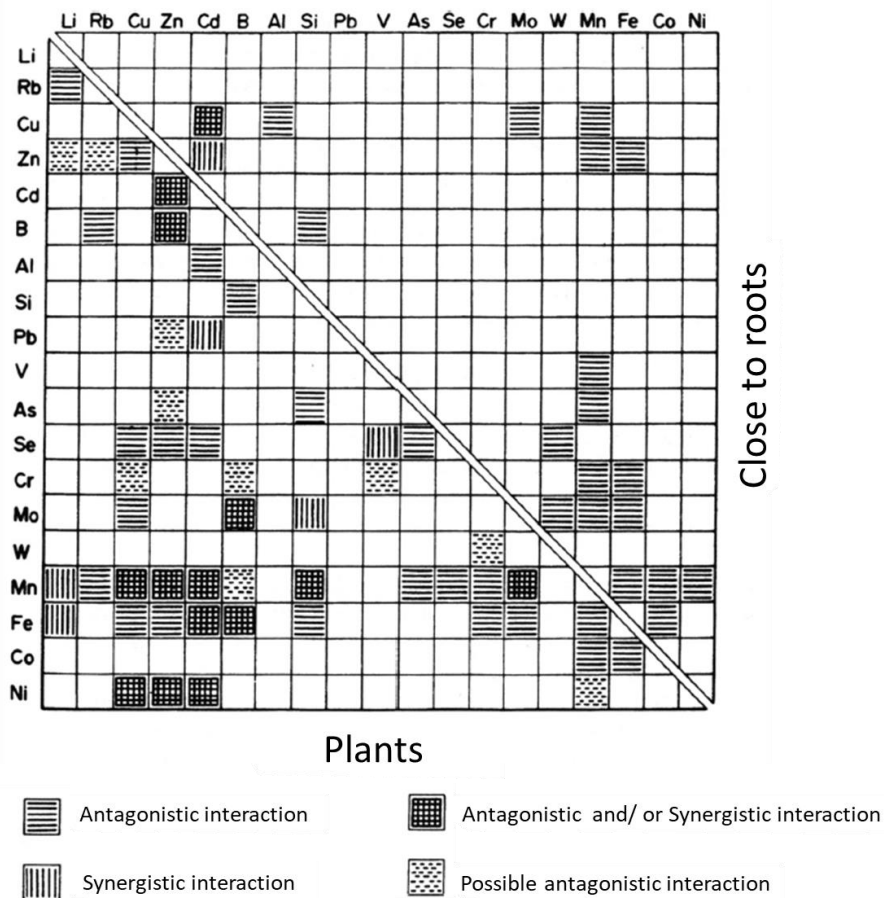 Li Rb Cu Zn Cd B Al Si Pb V As Se Cr Mo W Mn Fe Co Ni
Li
Rb
Cu
Zn
Cd
B
Al
Si
Pb
V
As
Se
Cr
Mo
W
Mn
Fe
Co
Ni
Close to roots
Plants
Antagonistic interaction
Antagonistic and/ or Synergistic interaction
Synergistic interaction
Possible antagonistic interaction